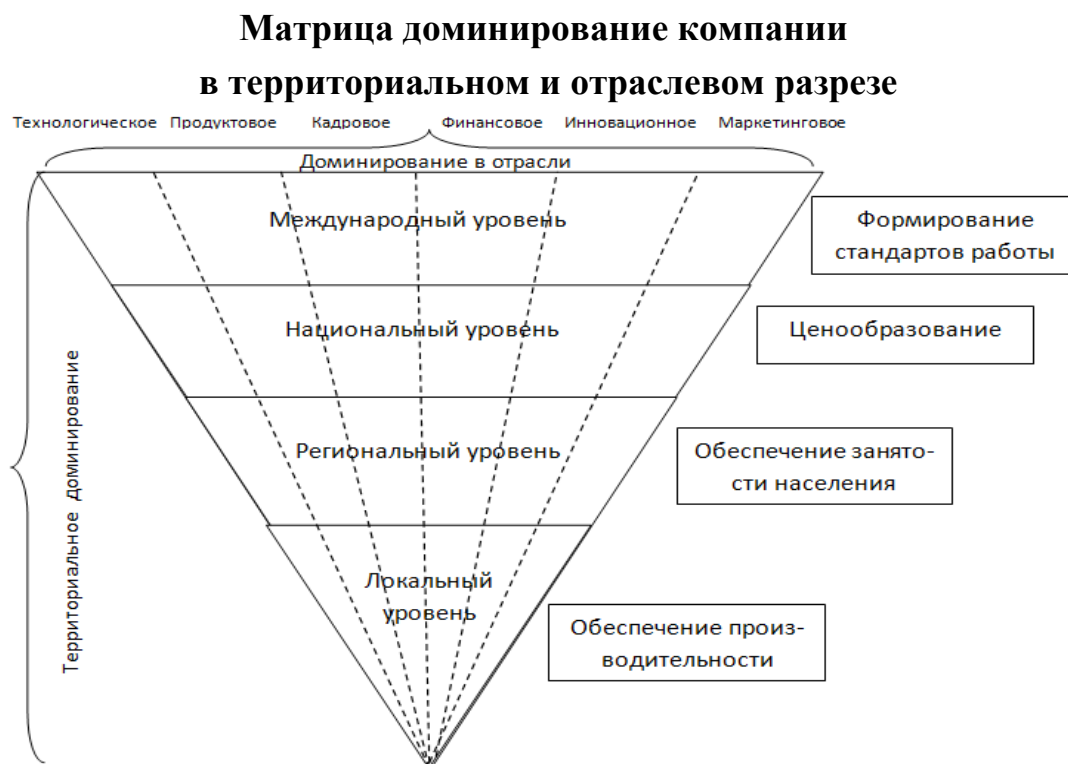 Матрица доминирование компании
в территориальном и отраслевом разрезе
Технологическое Продуктовое Кадровое Финансовое Инновационное Маркетинговое
Доминирование в отрасли
Международный уровень
Формирование
стандартов работы
Национальный уровень
Ценообразование
Территориальное доминирование
Региональный уровень
Обеспечение занято-
сти населения
Локальный
уровень
Обеспечение произ-
водительности